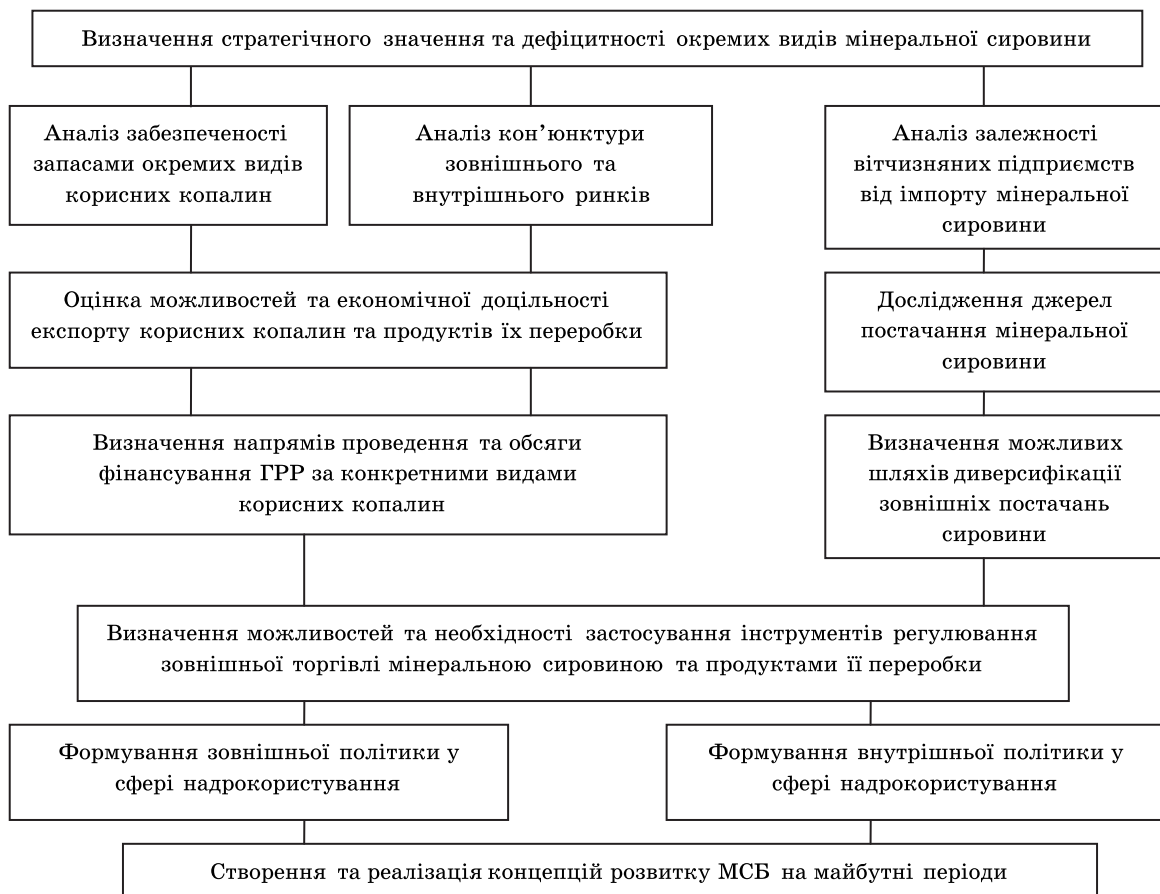 Визначення стратегічного значення та дефіцитності окремих видів мінеральної сировини
Аналіз забезпеченості
запасами окремих видів
корисних копалин
Аналіз кон’юнктури
зовнішнього та
внутрішнього ринків
Аналіз залежності
вітчизняних підприємств
від імпорту мінеральної
сировини
Оцінка можливостей та економічної доцільності
експорту корисних копалин та продуктів їх переробки
Дослідження джерел
постачання мінеральної
сировини
Визначення напрямів проведення та обсяги
фінансування ГРР за конкретними видами
корисних копалин
Визначення можливих
шляхів диверсифікації
зовнішніх постачань
сировини
Визначення можливостей та необхідності застосування інструментів регулювання
зовнішньої торгівлі мінеральною сировиною та продуктами її переробки
Формування зовнішньої політики у
сфері надрокористування
Формування внутрішньої політики у
сфері надрокористування
Створення та реалізація концепцій розвитку МСБ на майбутні періоди